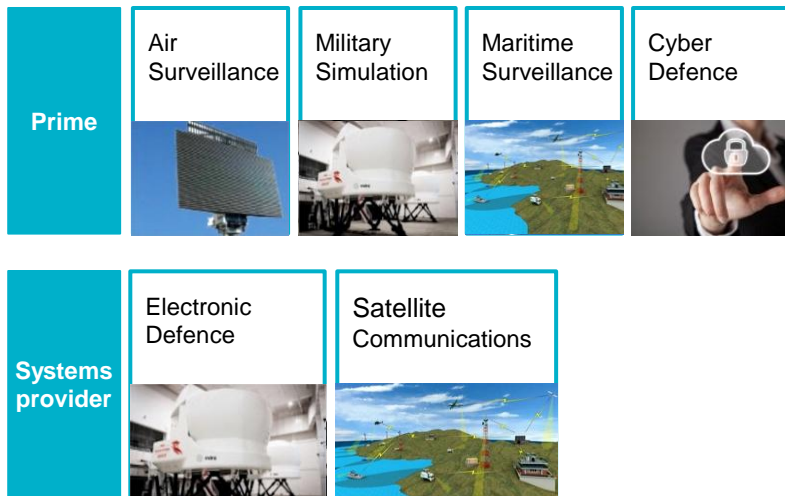 Prime
Air
Surveillance
Military
Simulation
Maritime
Surveillance
Cyber
Defence
Systems
provider
Electronic
Defence
Satellite
Communications